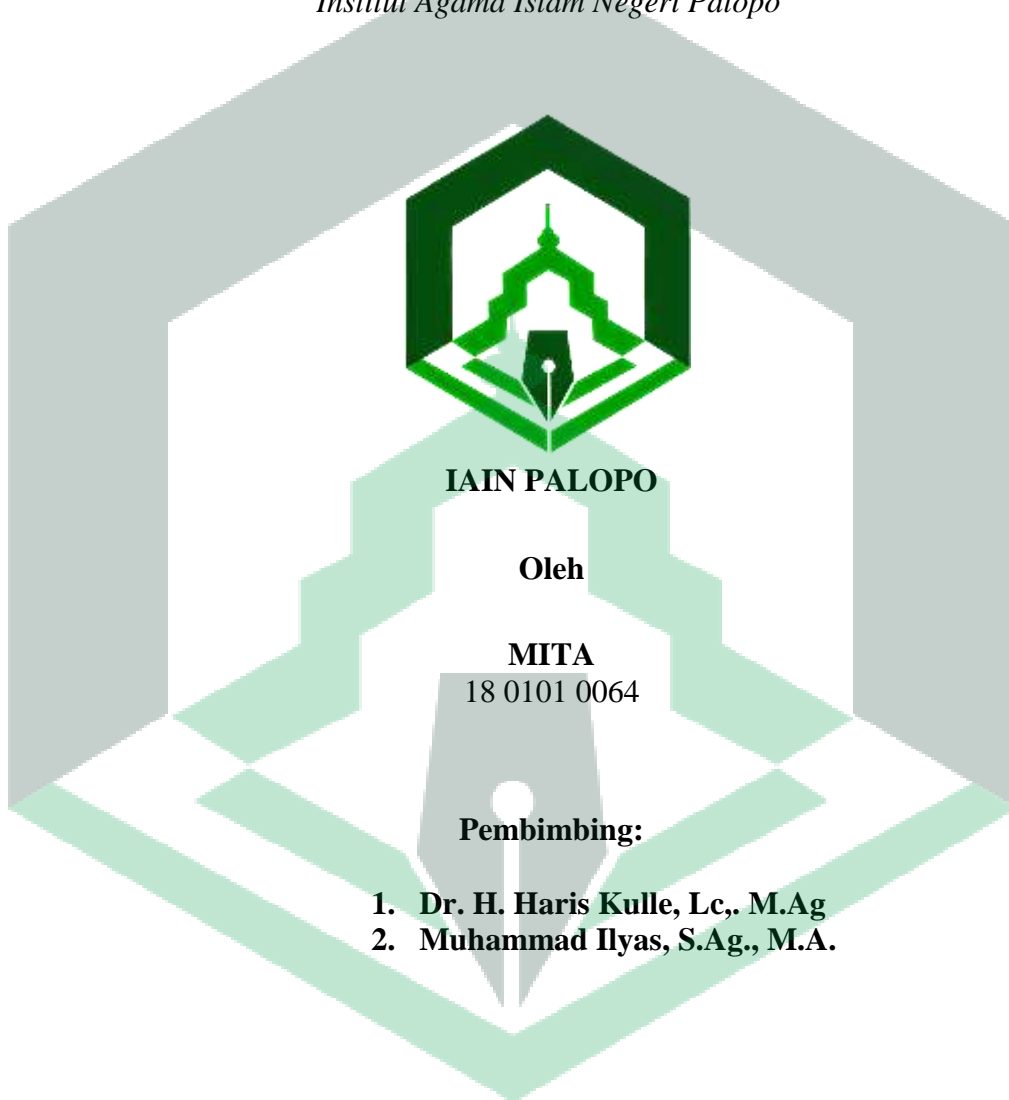 Institut Agama Islam Negeri Palopo
IAIN PALOPO
Oleh
MITA
18 0101 0064
Pembimbing:
1. Dr. H. Haris Kulle, Lc,. M.Ag
2. Muhammad Ilyas, S.Ag., M.A.